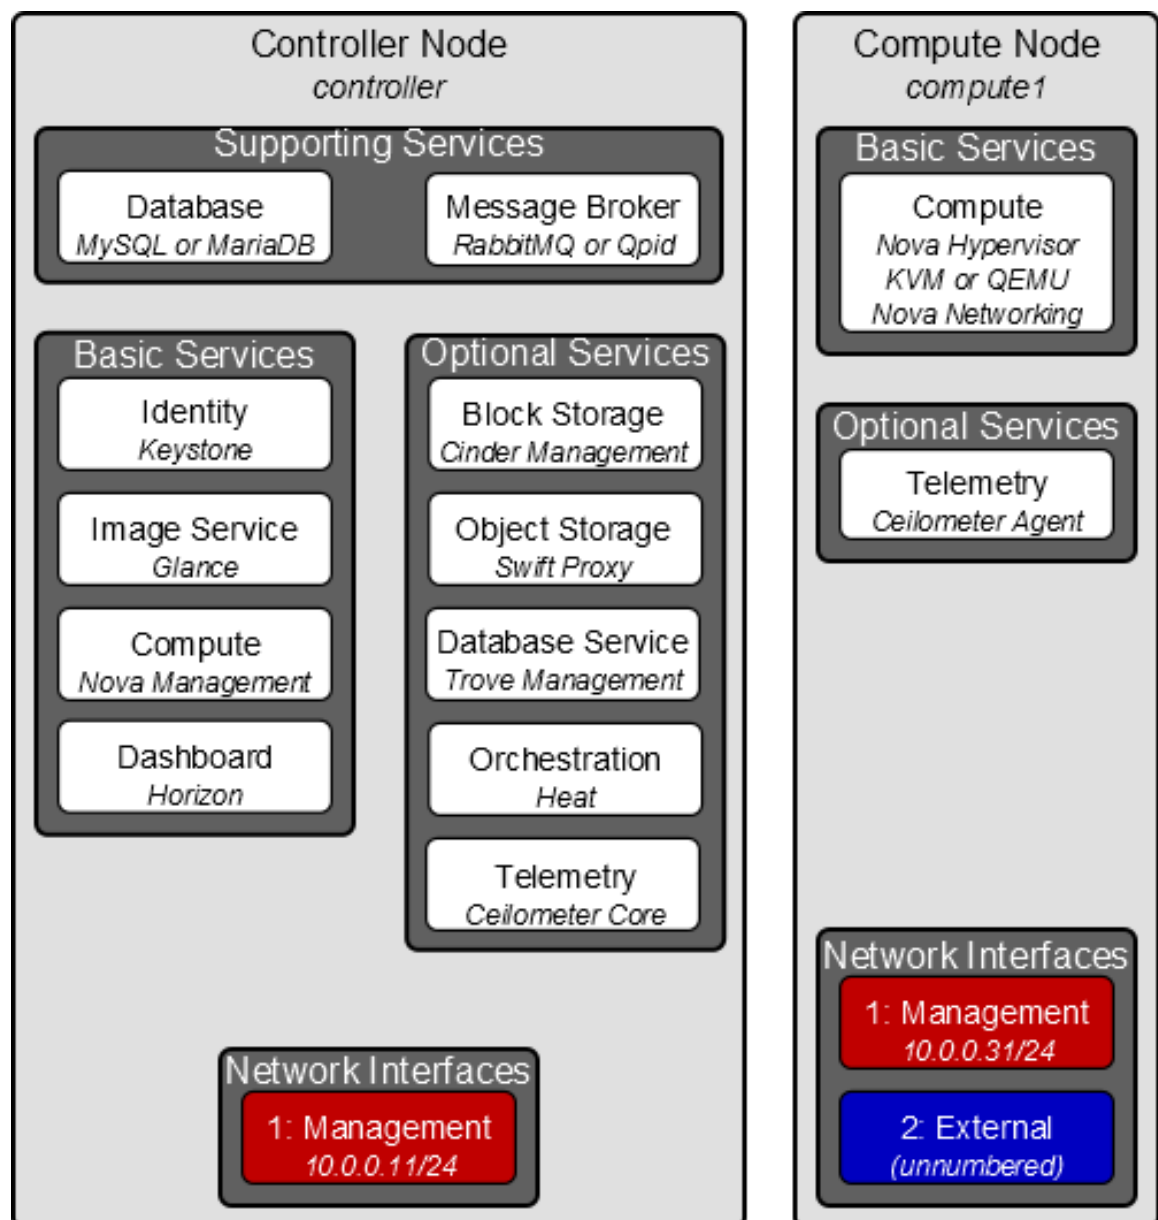 Controller Node
controller
Supporting Services
Database
MySQL or MariaDB
Message Broker
RabbitMQ or Qpid
Basic Services
Identity
Keystone
Image Service
Glance
Compute
Nova Management
Dashboard
Horizon
Optional Services
Block Storage
Cinder Management
Object Storage
Swift Proxy
Database Service
Trove Management
Orchestration
Heat
Telemetry
Ceilometer Core
Network Interfaces
1: Management
10.0.0.11/24
Compute Node
compute1
Basic Services
Compute
Nova Hypervisor
KVM or QEMU
Nova Networking
Optional Services
Telemetry
Ceilometer Agent
Network Interfaces
1: Management
10.0.0.31/24
2: External
(unnumbered)